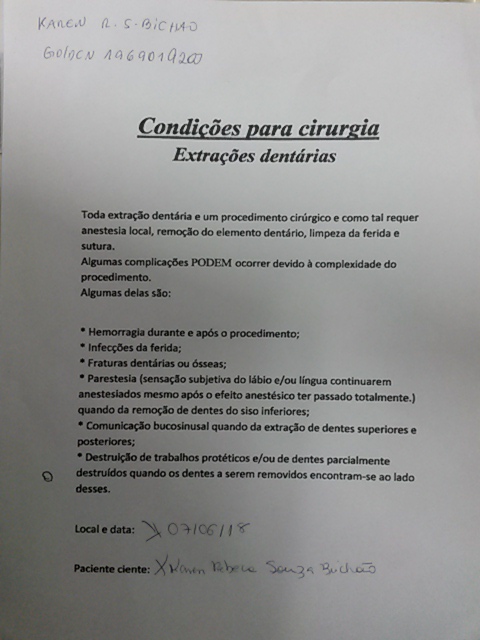 KAREN R. S. BICHAO
Condições para cirurgia
Extrações dentárias
Toda extração dentária e um procedimento cirúrgico e como tal requer
anestesia local, remoção do elemento dentário, limpeza da ferida e
sutura.
Algumas complicações PODEM ocorrer devido à complexidade do
procedimento.
Algumas delas são:
* Hemorragia durante e após o procedimento;
* Infecções da ferida;
* Fraturas dentárias ou ósseas;
* Parestesia (sensação subjetiva do lábio e/ou língua continuarem
anestesiados mesmo após o efeito anestésico ter passado totalmente.)
quando da remoção de dentes do siso inferiores;
* Comunicação bucosinusal quando da extração de dentes superiores e
posteriores;
* Destruição de trabalhos protéticos e/ou de dentes parcialmente
destruídos quando os dentes a serem removidos encontram-se ao lado
desses.
Local e data: X 07/06/18
Paciente ciente: X Karen Rebeca Souza Bichão